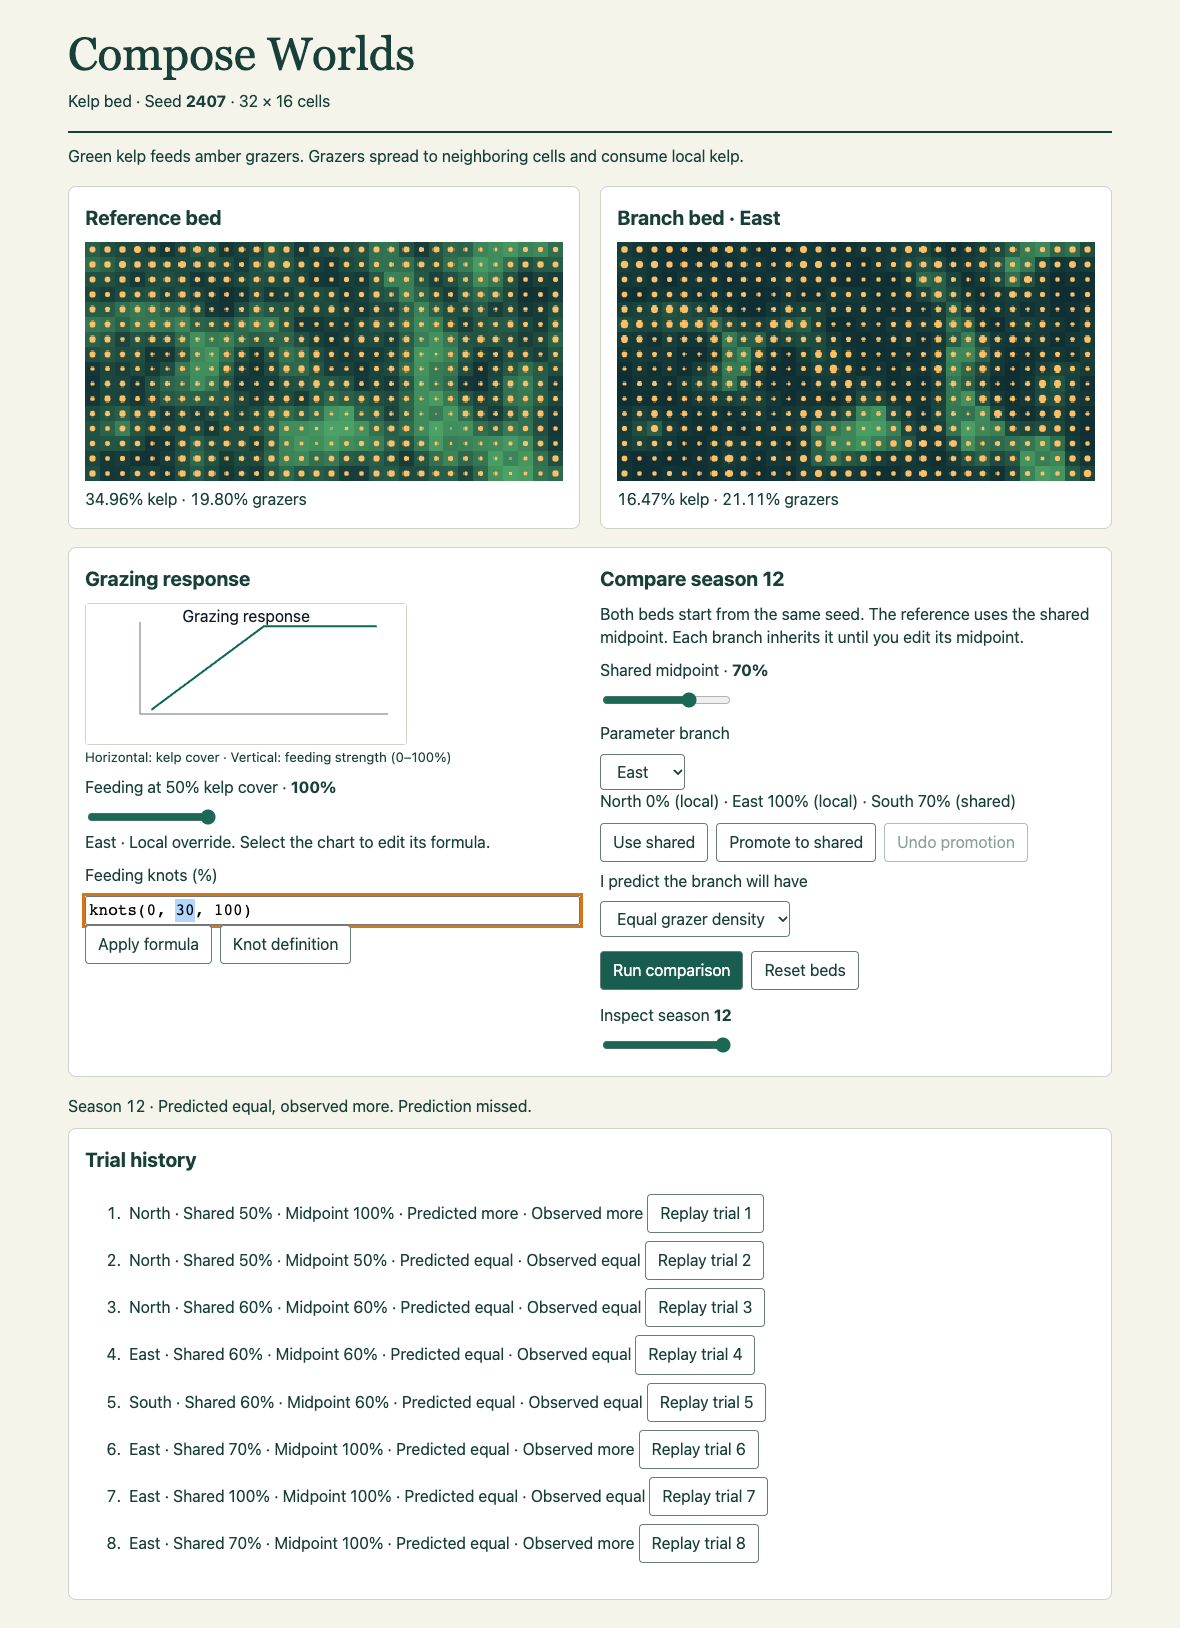 Compose Worlds
Kelp bed · Seed 2407 · 32 × 16 cells
Green kelp feeds amber grazers. Grazers spread to neighboring cells and consume local kelp.
Reference bed
34.96% kelp · 19.80% grazers
Branch bed · East
16.47% kelp · 21.11% grazers
Grazing response
Grazing response
Horizontal: kelp cover · Vertical: feeding strength (0–100%)
Feeding at 50% kelp cover · 100%
East · Local override. Select the chart to edit its formula.
Feeding knots (%)
knots(0, 30, 100)
Apply formula
Knot definition
Compare season 12
Both beds start from the same seed. The reference uses the shared
midpoint. Each branch inherits it until you edit its midpoint.
Shared midpoint · 70%
Parameter branch
East
North 0% (local) · East 100% (local) · South 70% (shared)
Use shared
Promote to shared
Undo promotion
I predict the branch will have
Equal grazer density
Run comparison
Reset beds
Inspect season 12
Season 12 · Predicted equal, observed more. Prediction missed.
Trial history
1. North · Shared 50% · Midpoint 100% · Predicted more · Observed more Replay trial 1
2. North · Shared 50% · Midpoint 50% · Predicted equal · Observed equal Replay trial 2
3. North · Shared 60% · Midpoint 60% · Predicted equal · Observed equal Replay trial 3
4. East · Shared 60% · Midpoint 60% · Predicted equal · Observed equal Replay trial 4
5. South · Shared 60% · Midpoint 60% · Predicted equal · Observed equal Replay trial 5
6. East · Shared 70% · Midpoint 100% · Predicted equal · Observed more Replay trial 6
7. East · Shared 100% · Midpoint 100% · Predicted equal · Observed equal Replay trial 7
8. East · Shared 70% · Midpoint 100% · Predicted equal · Observed more Replay trial 8